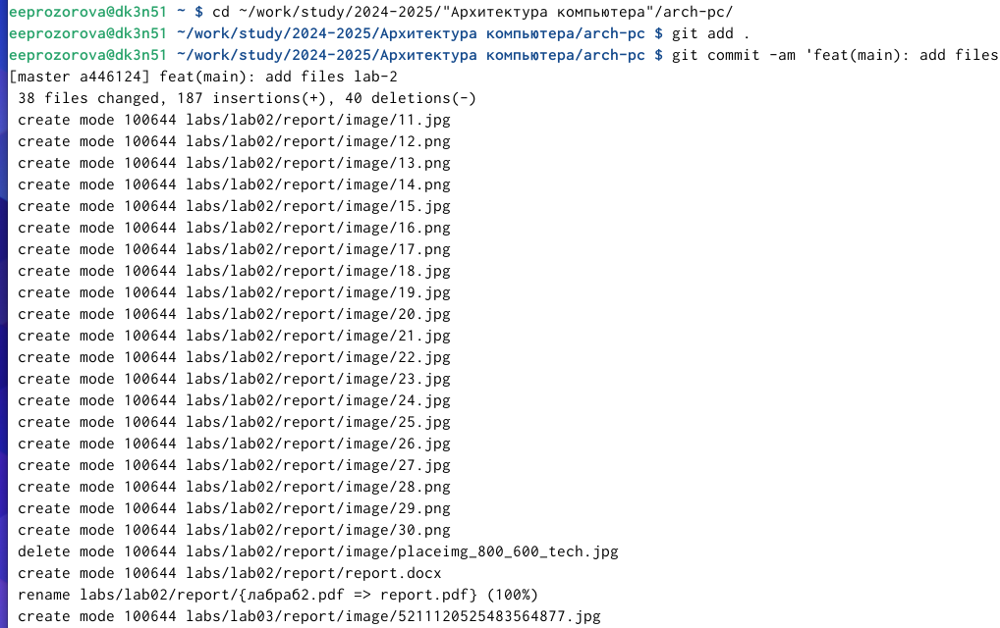 eeprozorova@dk3n51 ~ $ cd ~/work/study/2024-2025/"Архитектура компьютера"/arch-pc/
eeprozorova@dk3n51 ~/work/study/2024-2025/Архитектура компьютера/arch-pc $ git add .
eeprozorova@dk3n51 ~/work/study/2024-2025/Архитектура компьютера/arch-pc $ git commit -am 'feat(main): add files
[master a446124] feat(main): add files lab-2
38 files changed, 187 insertions(+), 40 deletions(-)
create mode 100644 labs/lab02/report/image/11.jpg
create mode 100644 labs/lab02/report/image/12.png
create mode 100644 labs/lab02/report/image/13.png
create mode 100644 labs/lab02/report/image/14.png
create mode 100644 labs/lab02/report/image/15.jpg
create mode 100644 labs/lab02/report/image/16.png
create mode 100644 labs/lab02/report/image/17.png
create mode 100644 labs/lab02/report/image/18.jpg
create mode 100644 labs/lab02/report/image/19.jpg
create mode 100644 labs/lab02/report/image/20.jpg
create mode 100644 labs/lab02/report/image/21.jpg
create mode 100644 labs/lab02/report/image/22.jpg
create mode 100644 labs/lab02/report/image/23.jpg
create mode 100644 labs/lab02/report/image/24.jpg
create mode 100644 labs/lab02/report/image/25.jpg
create mode 100644 labs/lab02/report/image/26.jpg
create mode 100644 labs/lab02/report/image/27.jpg
create mode 100644 labs/lab02/report/image/28.png
create mode 100644 labs/lab02/report/image/29.png
create mode 100644 labs/lab02/report/image/30.png
delete mode 100644 labs/lab02/report/image/placeimg_800_600_tech.jpg
create mode 100644 labs/lab02/report/report.docx
rename labs/lab02/report/{лабраб2.pdf => report.pdf} (100%)
create mode 100644 labs/lab03/report/image/5211120525483564877.jpg